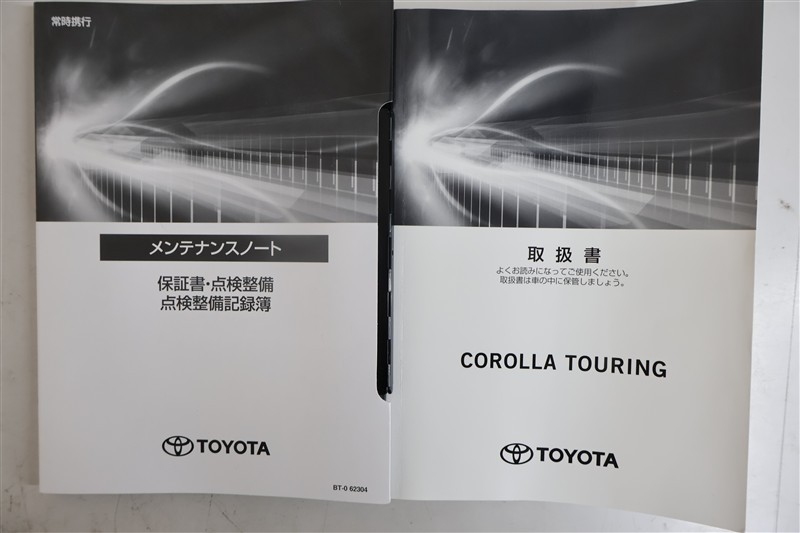 常時携行
メンテナンスノート
保証書・点検整備
点検整備記録簿
TOYOTA
BT-0 62304
取扱書
よくお読みになってご使用ください。
取扱書は車の中に保管しましょう。
COROLLA TOURING
TOYOTA